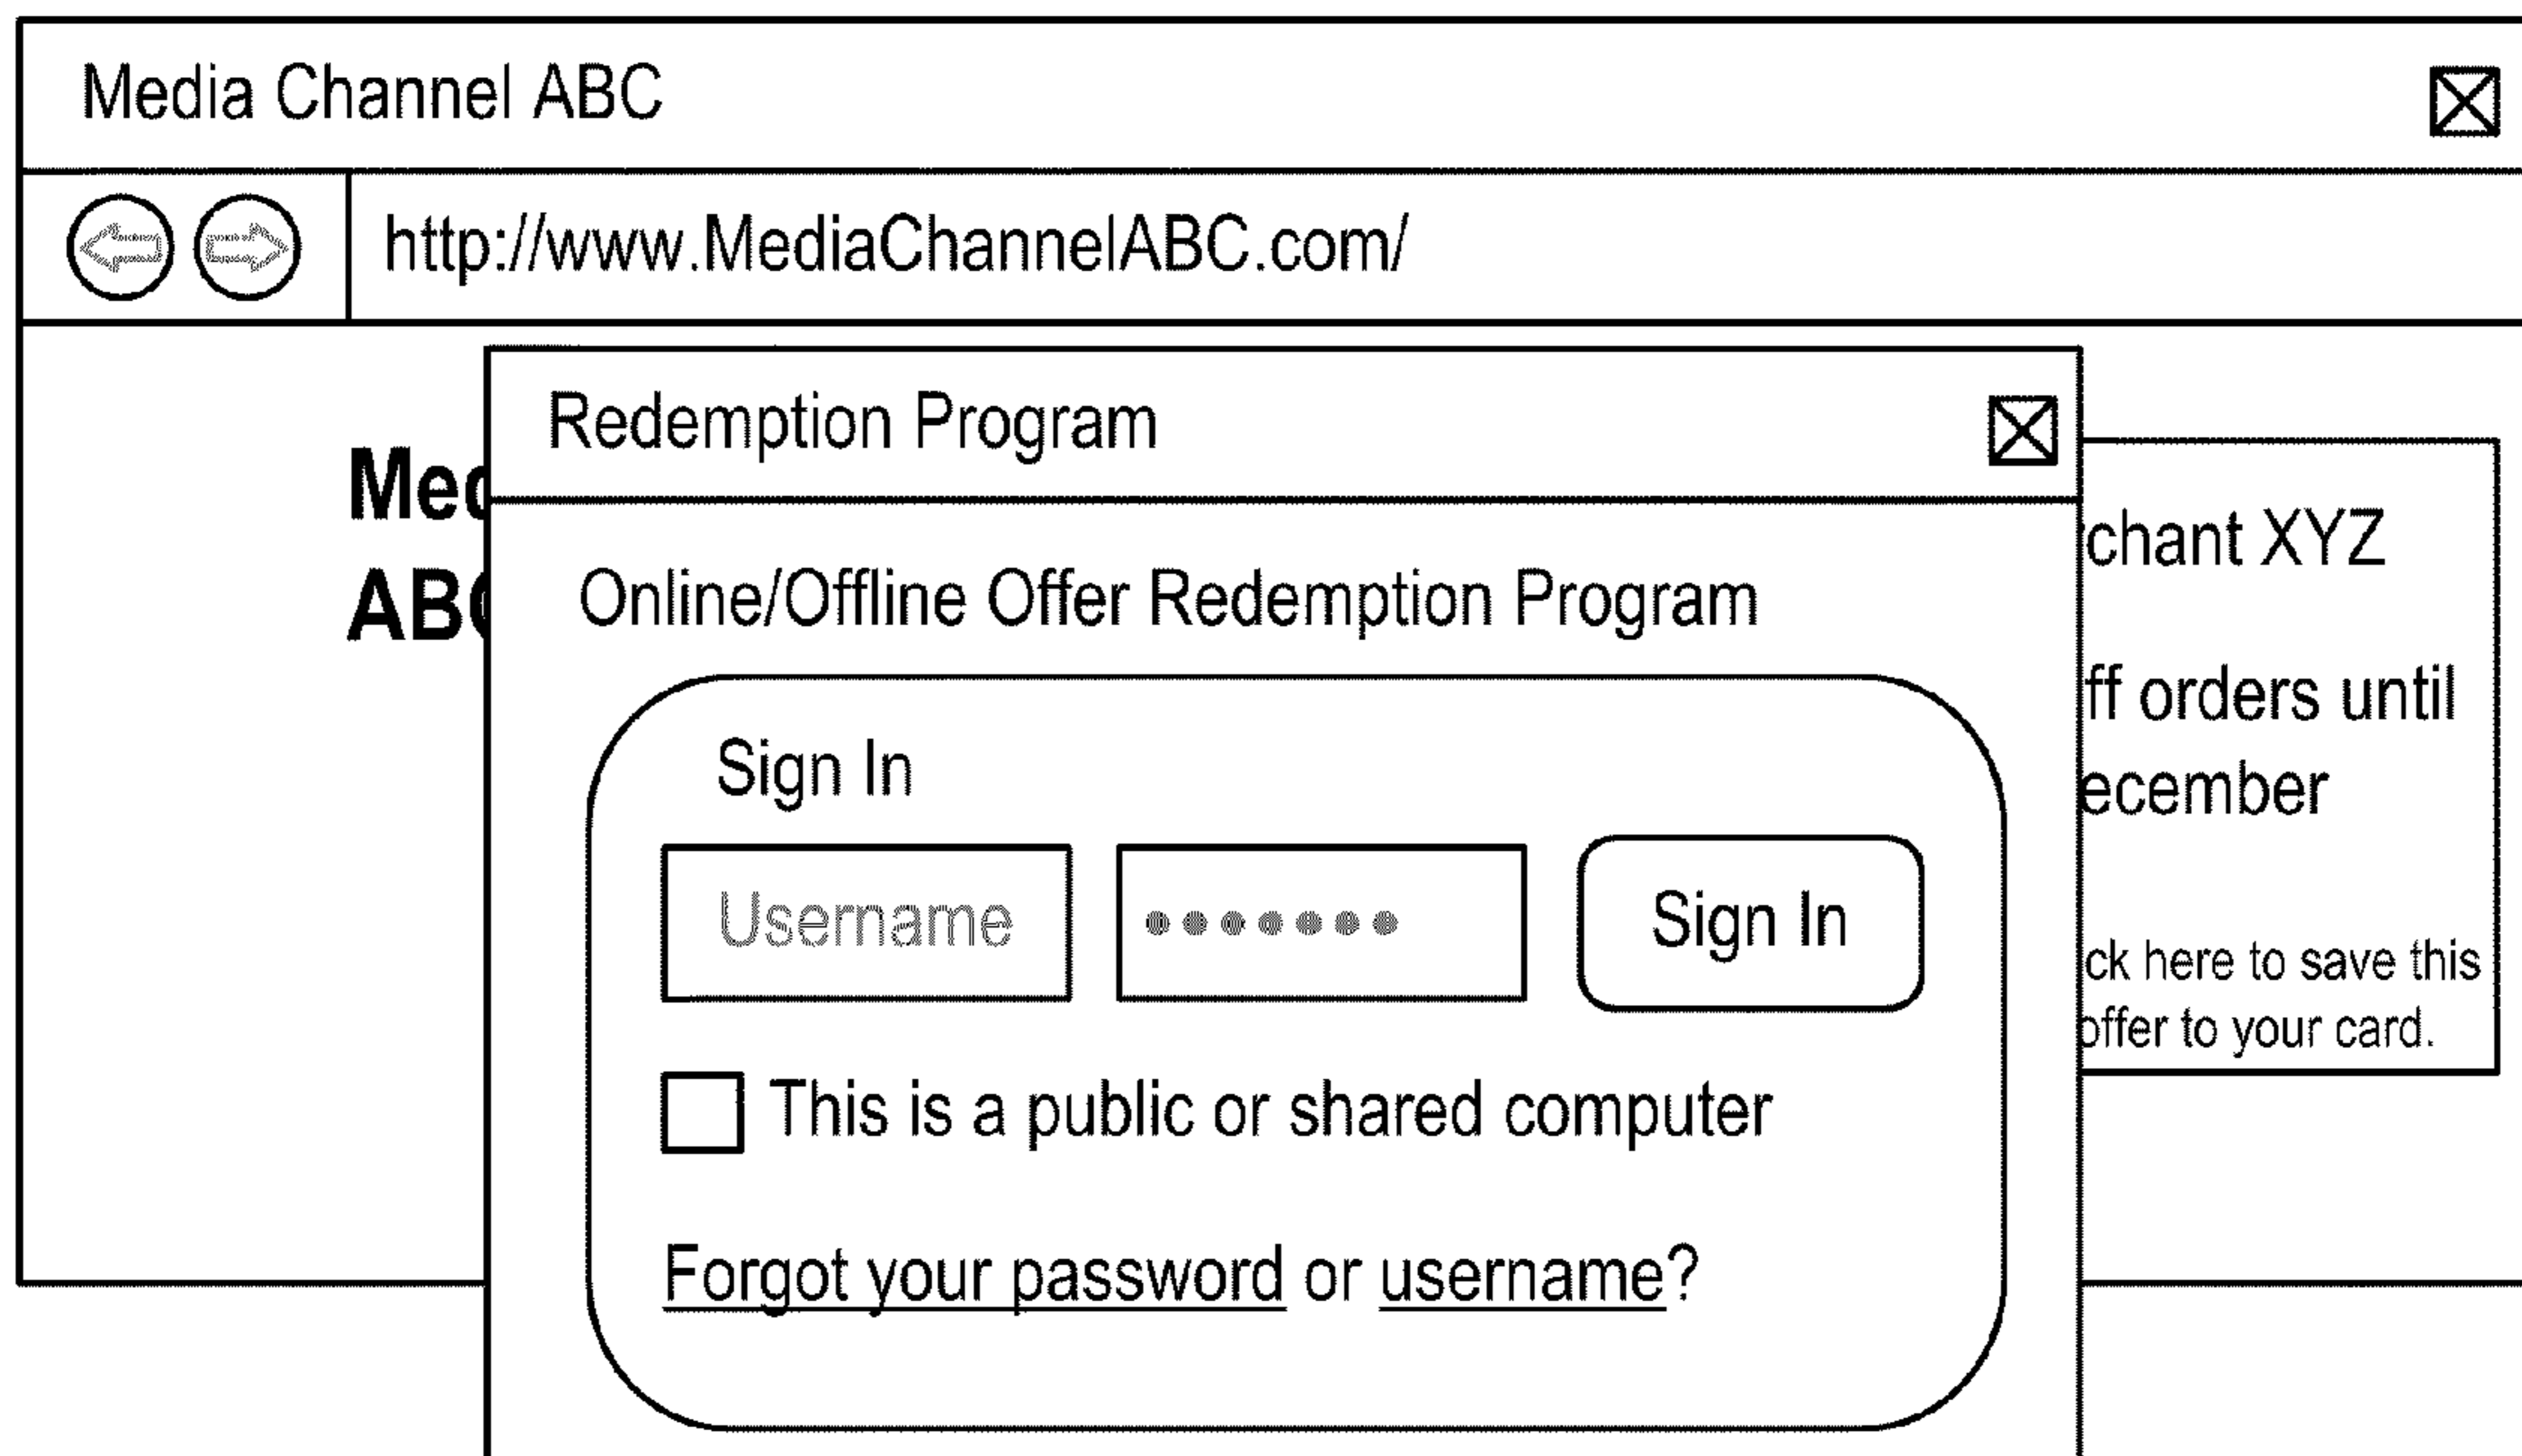 Media Channel ABC
http://www.MediaChannelABC.com/
Redemption Program
Online/Offline Offer Redemption Program
Sign In
Username
Sign In
This is a public or shared computer
Forgot your password or username?
Med
ABC
chant XYZ
ff orders until
ecember
ck here to save this
offer to your card.